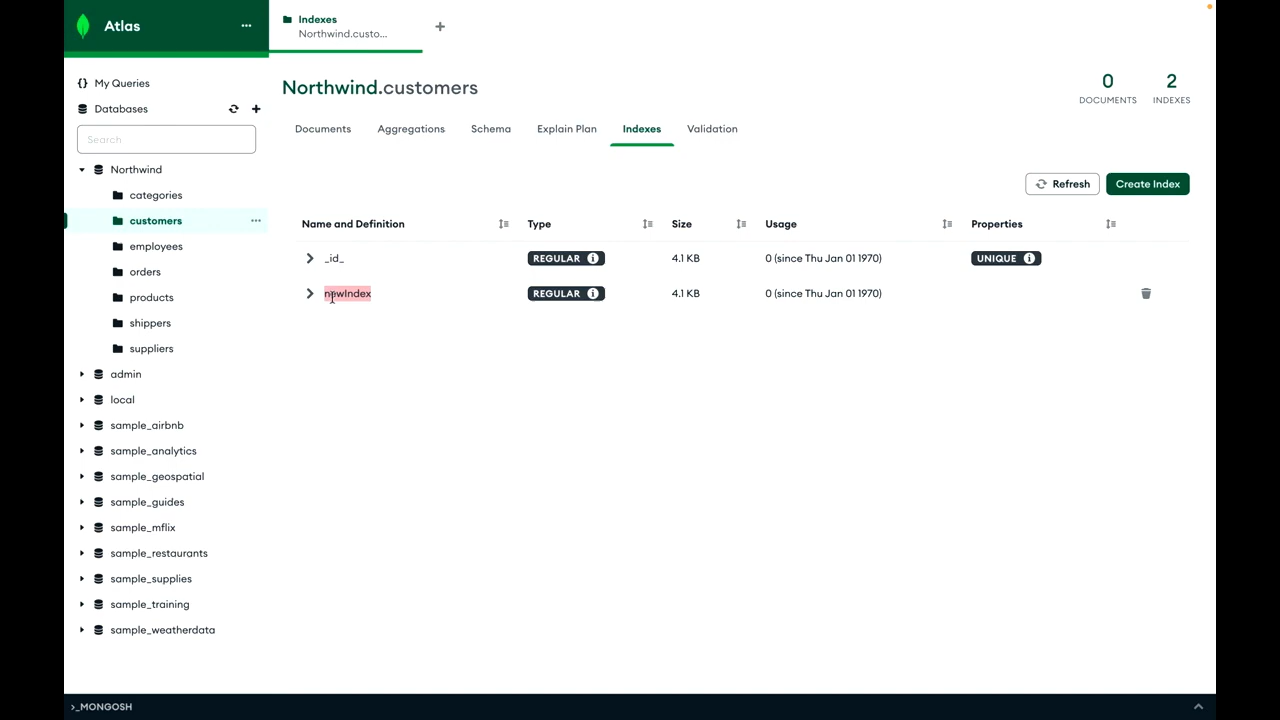 Atlas
Indexes
Northwind.custo...
My Queries
Databases
Search
Northwind
categories
customers
employees
orders
products
shippers
suppliers
admin
local
sample_airbnb
sample_analytics
sample_geospatial
sample_guides
sample_mflix
sample_restaurants
sample_supplies
sample_training
sample_weatherdata
Northwind.customers
0 DOCUMENTS
2 INDEXES
Documents Aggregations Schema Explain Plan Indexes Validation
Refresh Create Index
Name and Definition Type Size Usage Properties
_id_ REGULAR 4.1 KB 0 (since Thu Jan 01 1970) UNIQUE
newIndex REGULAR 4.1 KB 0 (since Thu Jan 01 1970)
>_MONGOSH